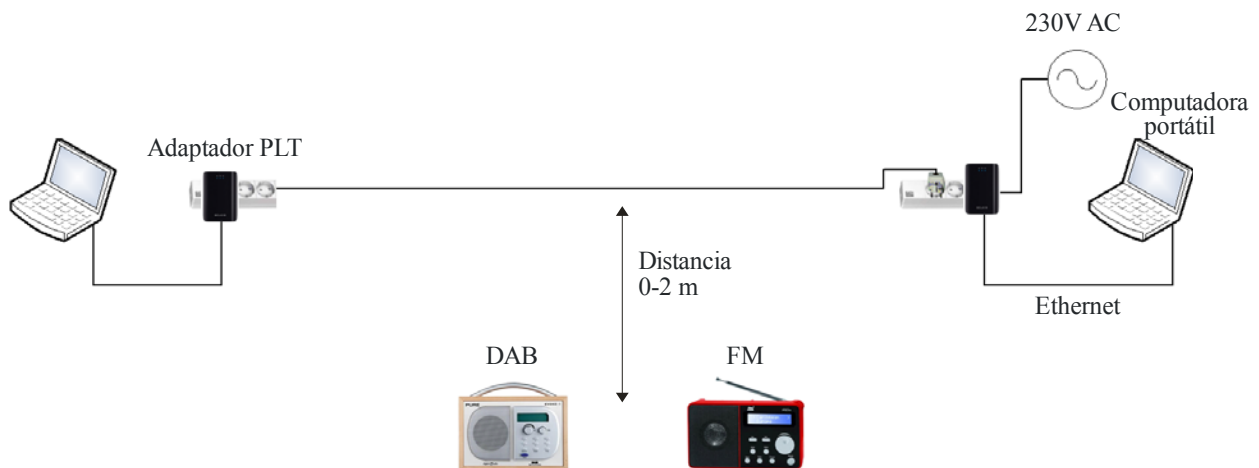 230V AC
Computadora
portátil
Adaptador PLT
Distancia
0-2 m
Ethernet
DAB
FM